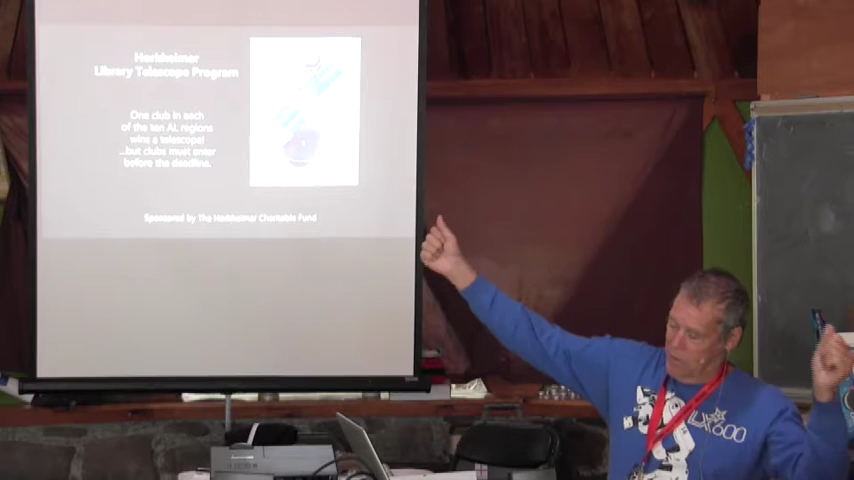 Horkheimer
Library Telescope Program
One club in each
of the ten AL regions
wins a telescope!
...but clubs must enter
before the deadline.
Sponsored by The Horkheimer Charitable Fund
LX600